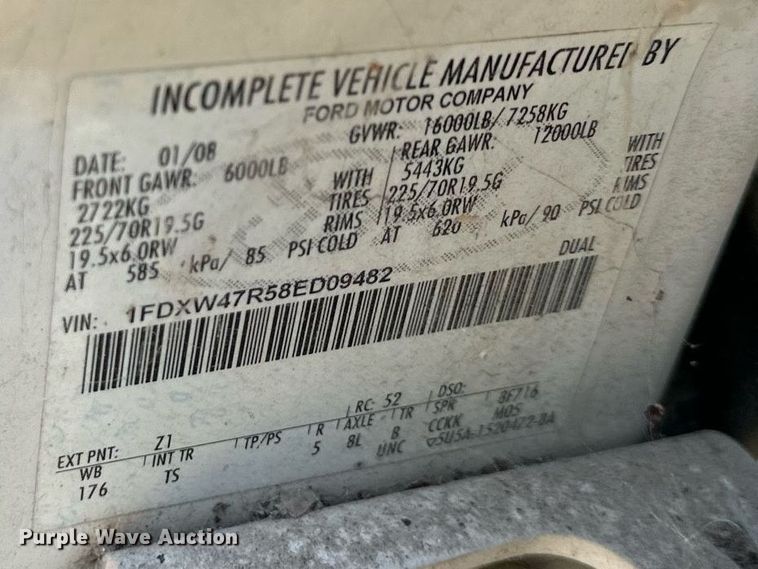 INCOMPLETE VEHICLE MANUFACTURED BY
FORD MOTOR COMPANY
DATE: 01/08 GVWR: 16000LB/ 7258KG
FRONT GAWR: 6000LB REAR GAWR: 12000LB
2722KG WITH 5443KG WITH
225/70R19.5G TIRES 225/70R19.5G TIRES
19.5x6.0RW RIMS 19.5x6.0RW RIMS
AT 585 kPa/ 85 PSI COLD AT 620 kPa/ 90 PSI COLD
DUAL
VIN: 1FDXW47R58ED09482
EXT PNT: Z1 RC: 52 DSO: 8F716
WB INT TR TP/PS R AXLE TR SPR
176 TS 5 8L B CCKK MOS
UNC
Purple Wave Auction